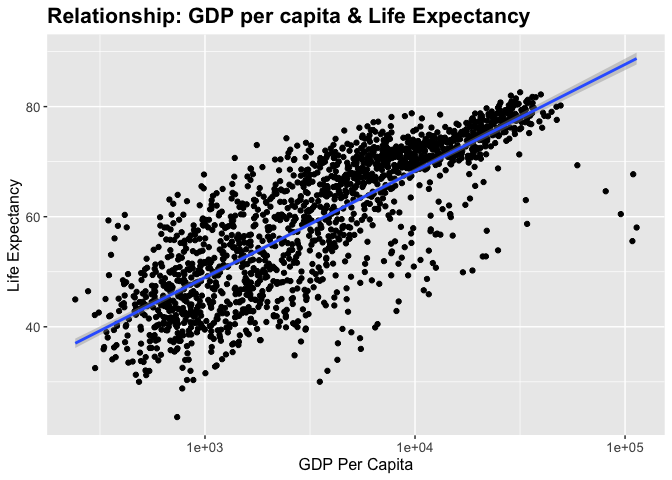 Relationship: GDP per capita & Life Expectancy
80
60
40
Life Expectancy
1e+03
1e+04
1e+05
GDP Per Capita